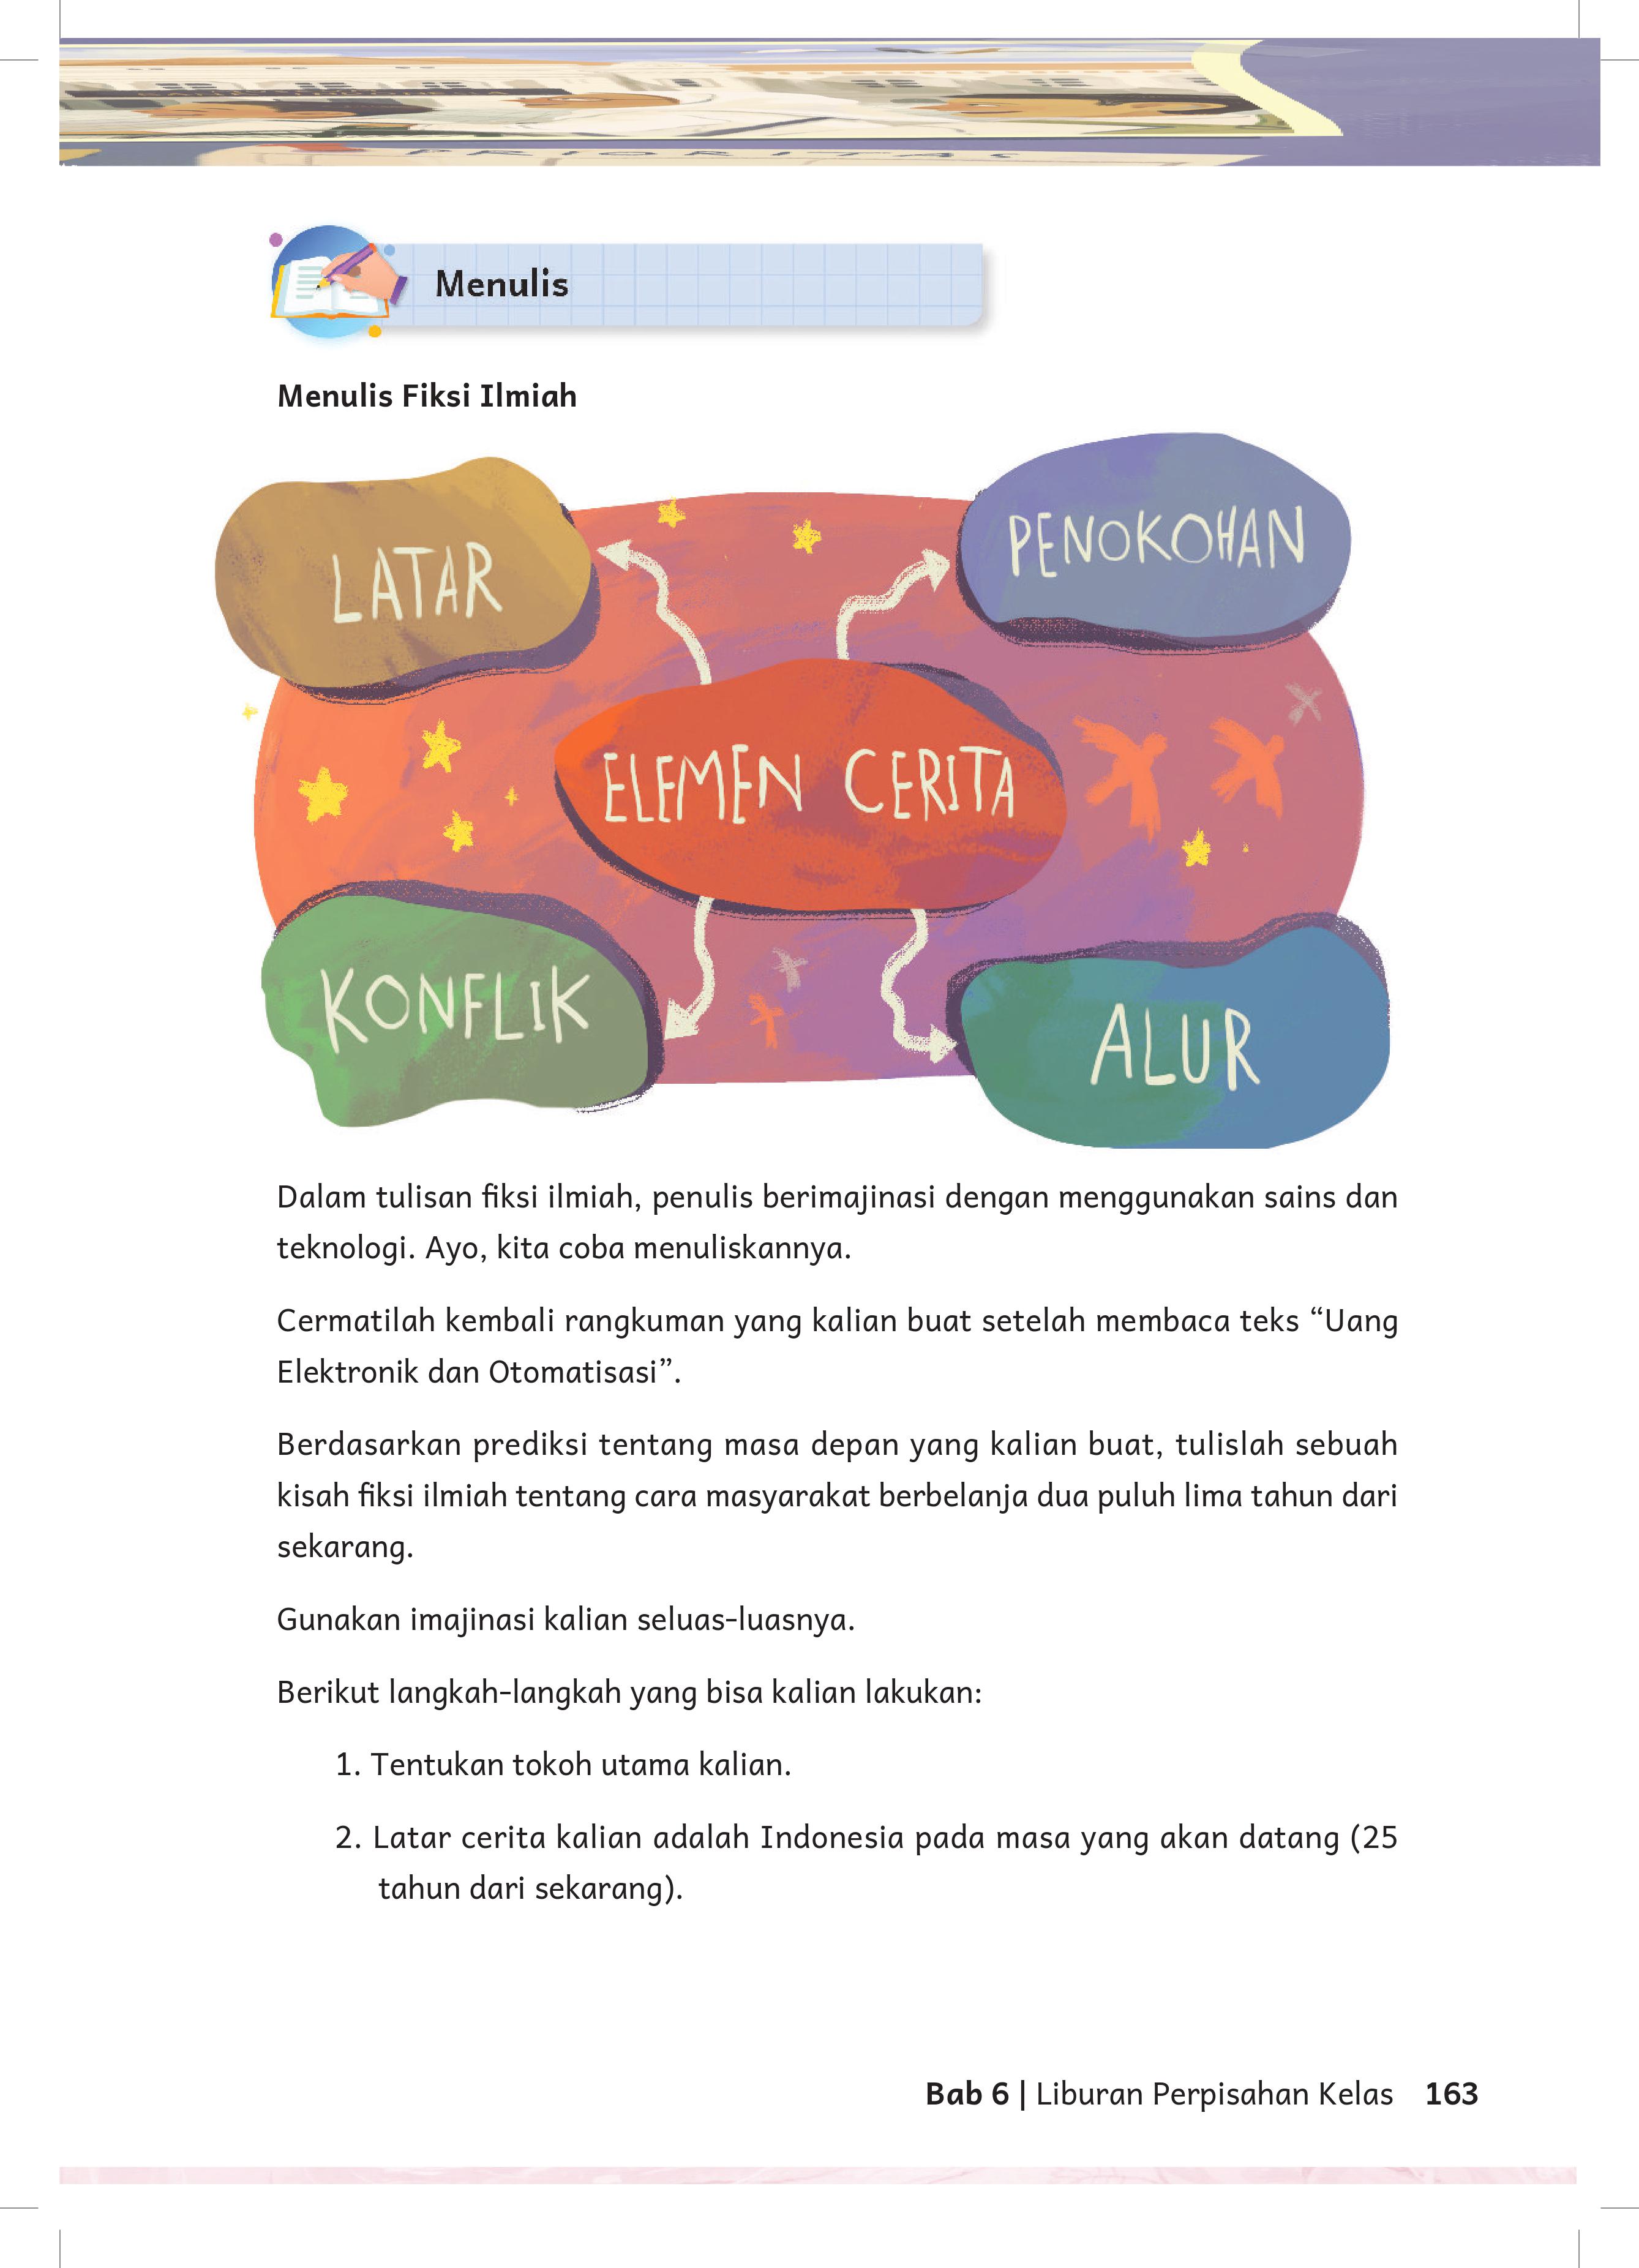 Menulis
Menulis Fiksi Ilmiah
LATAR
PENOKOHAN
ELEMEN CERITA
KONFLIK
ALUR
Dalam tulisan fiksi ilmiah, penulis berimajinasi dengan menggunakan sains dan
teknologi. Ayo, kita coba menuliskannya.
Cermatilah kembali rangkuman yang kalian buat setelah membaca teks “Uang
Elektronik dan Otomatisasi”.
Berdasarkan prediksi tentang masa depan yang kalian buat, tulislah sebuah
kisah fiksi ilmiah tentang cara masyarakat berbelanja dua puluh lima tahun dari
sekarang.
Gunakan imajinasi kalian seluas-luasnya.
Berikut langkah-langkah yang bisa kalian lakukan:
1. Tentukan tokoh utama kalian.
2. Latar cerita kalian adalah Indonesia pada masa yang akan datang (25
tahun dari sekarang).
Bab 6 | Liburan Perpisahan Kelas 163